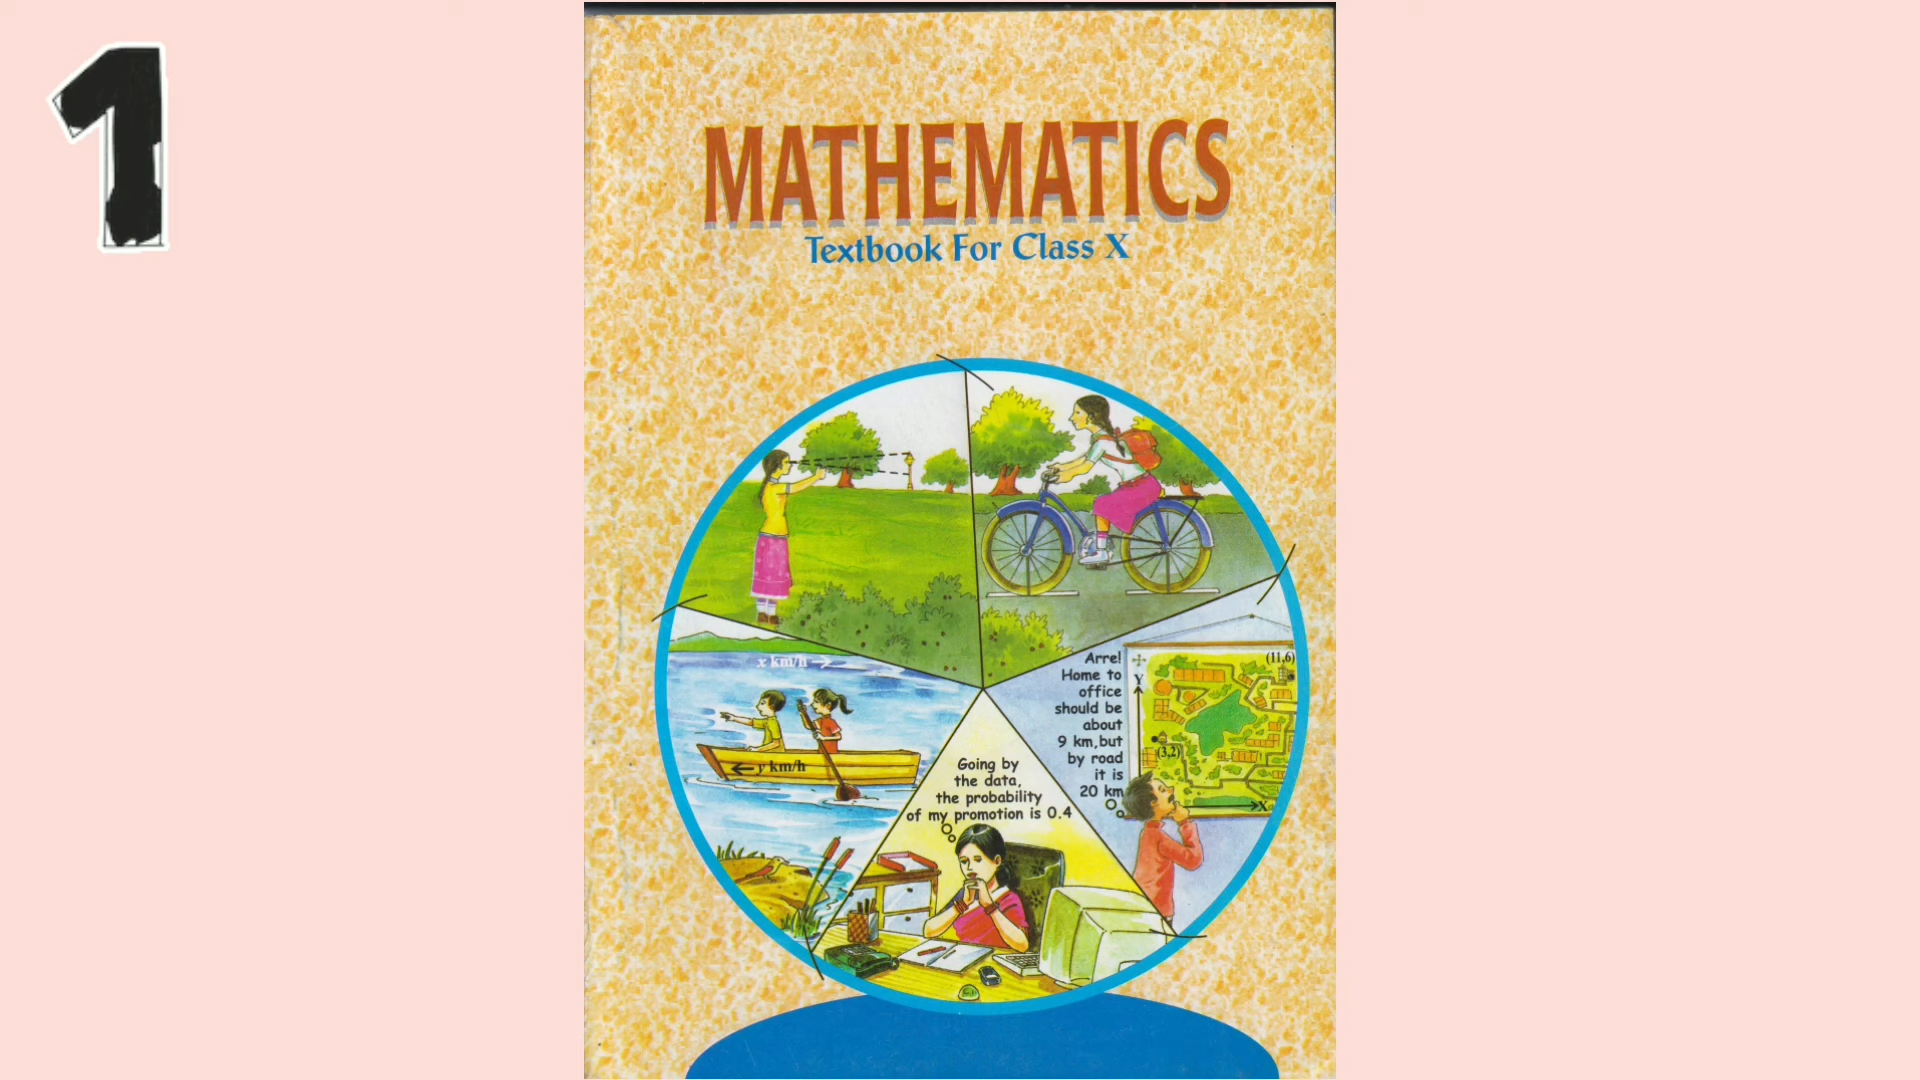 1
MATHEMATICS
Textbook For Class X
x km/h
y km/h
Going by
the data,
the probability
of my promotion is 0.4
Arre!
Home to
office
should be
about
9 km,but
by road
it is
20 km
(11,6)
Y
(3,2)
X